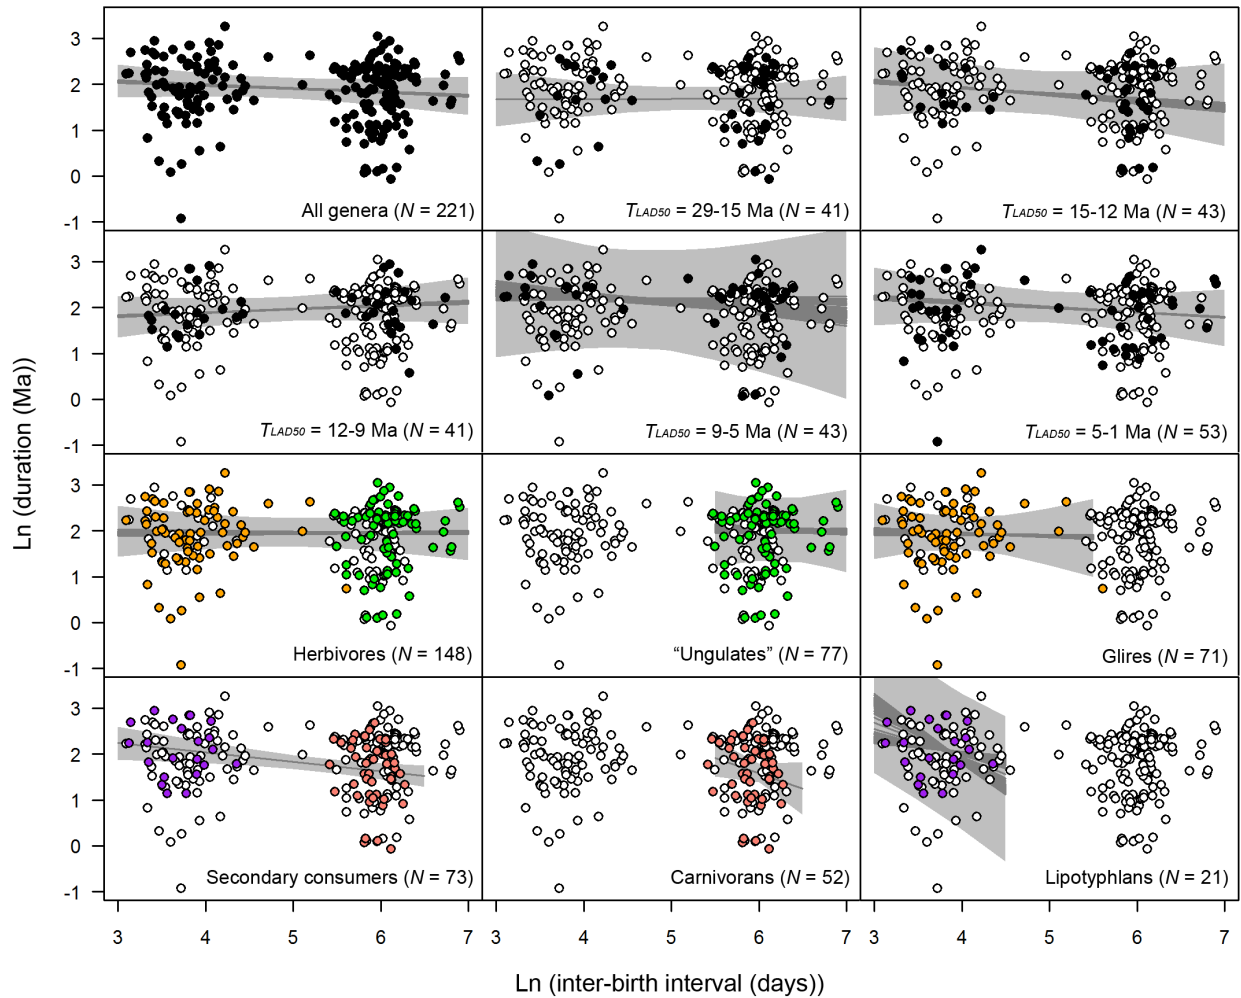 3
2
1
0
-1
All genera (N = 221)
TLAD50 = 29-15 Ma (N = 41)
TLAD50 = 15-12 Ma (N = 43)
3
2
1
0
-1
TLAD50 = 12-9 Ma (N = 41)
TLAD50 = 9-5 Ma (N = 43)
TLAD50 = 5-1 Ma (N = 53)
Ln (duration (Ma))
3
2
1
0
-1
Herbivores (N = 148)
“Ungulates” (N = 77)
Glires (N = 71)
3
2
1
0
-1
Secondary consumers (N = 73)
Carnivorans (N = 52)
Lipotyphlans (N = 21)
3 4 5 6 7 3 4 5 6 7 3 4 5 6 7
Ln (inter-birth interval (days))